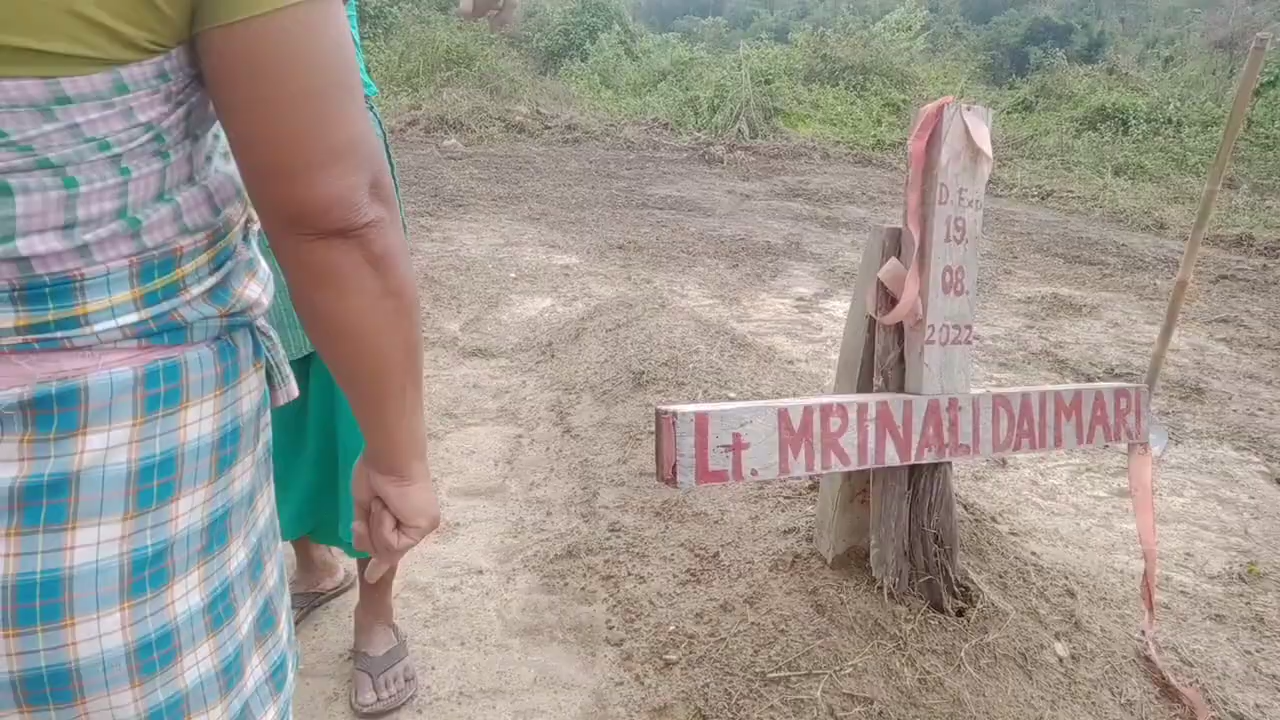 D. Exp
19.
08.
2022-
Lt. MRINALI DAIMARI